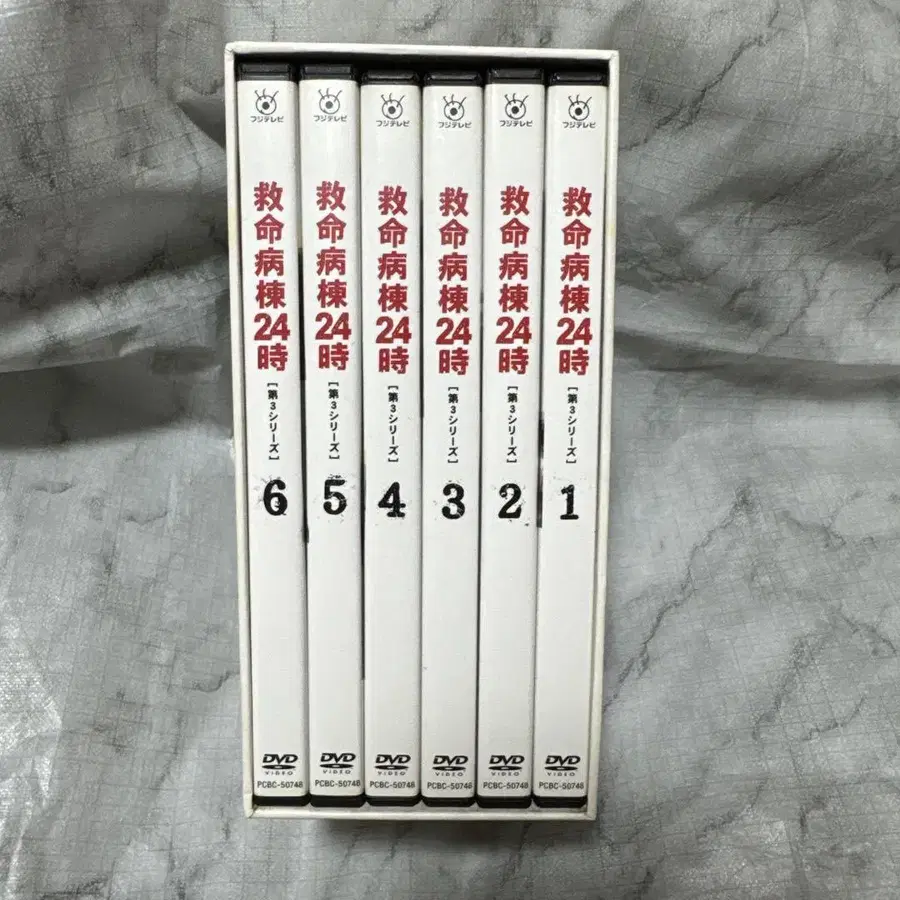 フジテレビ
救命病棟24時
[第3シリーズ]
6
DVD
VIDEO
PCBC-50748
フジテレビ
救命病棟24時
[第3シリーズ]
5
DVD
VIDEO
PCBC-50748
フジテレビ
救命病棟24時
[第3シリーズ]
4
DVD
VIDEO
PCBC-50748
フジテレビ
救命病棟24時
[第3シリーズ]
3
DVD
VIDEO
PCBC-50748
フジテレビ
救命病棟24時
[第3シリーズ]
2
DVD
VIDEO
PCBC-50748
フジテレビ
救命病棟24時
[第3シリーズ]
1
DVD
VIDEO
PCBC-50748